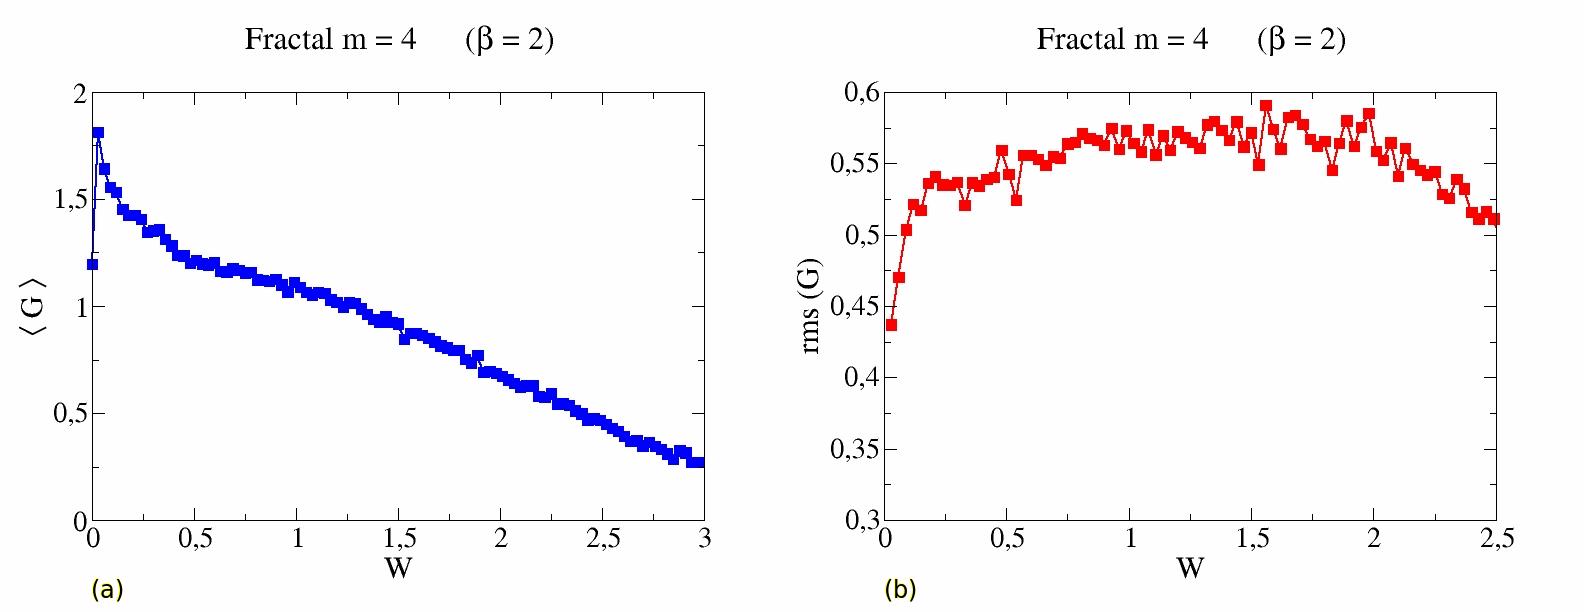 Fractal m = 4 (β = 2)
2
1,5
1
0,5
0
⟨ G ⟩
0 0,5 1 1,5 2 2,5 3
W
(a)
Fractal m = 4 (β = 2)
0,6
0,55
0,5
0,45
0,4
0,35
0,3
rms (G)
0 0,5 1 1,5 2 2,5
W
(b)